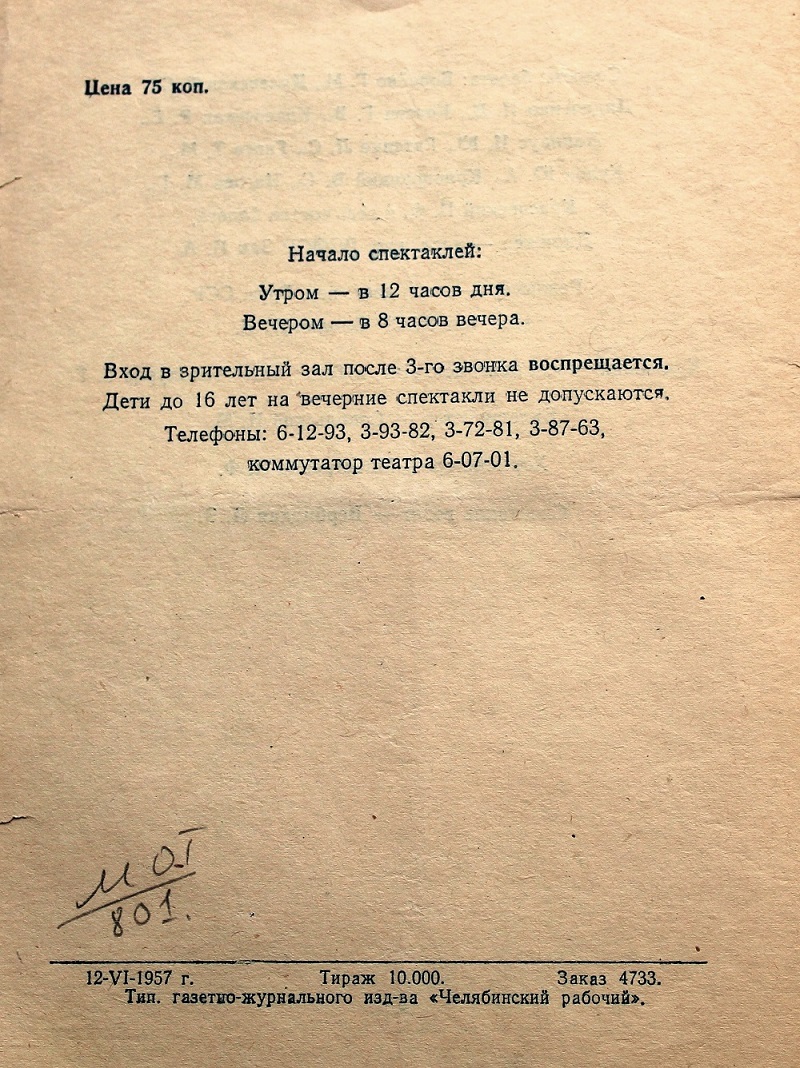 Цена 75 коп.
Начало спектаклей:
Утром — в 12 часов дня.
Вечером — в 8 часов вечера.
Вход в зрительный зал после 3-го звонка воспрещается.
Дети до 16 лет на вечерние спектакли не допускаются.
Телефоны: 6-12-93, 3-93-82, 3-72-81, 3-87-63,
коммутатор театра 6-07-01.
М О-Т
801.
12-VI-1957 г. Тираж 10.000. Заказ 4733.
Тип. газетно-журнального изд-ва «Челябинский рабочий».